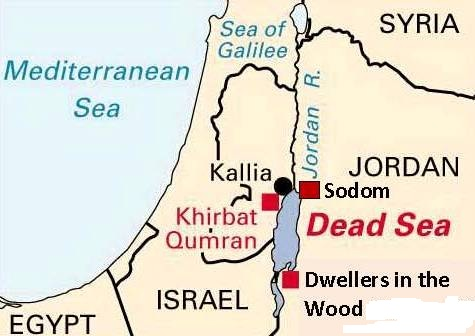 SYRIA
Sea of
Galilee
Mediterranean
Sea
Jordan R.
Kallia
JORDAN
Sodom
Khirbat
Qumran
Dead Sea
Dwellers in the
Wood
ISRAEL
EGYPT